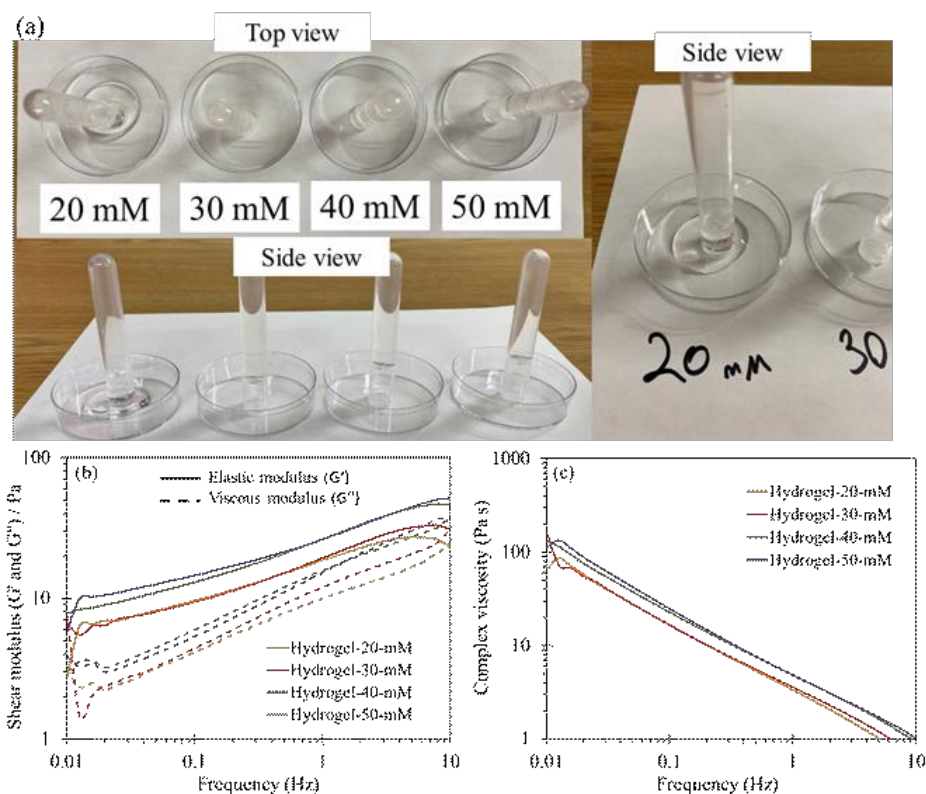 (a)
Top view
20 mM
30 mM
40 mM
50 mM
Side view
Side view
20 mM
30
(b)
Elastic modulus (G')
Viscous modulus (G'')
Shear modulus (G' and G'') / Pa
100
10
1
0.01
0.1
1
10
Hydrogel-20-mM
Hydrogel-30-mM
Hydrogel-40-mM
Hydrogel-50-mM
Frequency (Hz)
(c)
Complex viscosity (Pa s)
1000
100
10
1
0.01
0.1
1
10
Hydrogel-20-mM
Hydrogel-30-mM
Hydrogel-40-mM
Hydrogel-50-mM
Frequency (Hz)